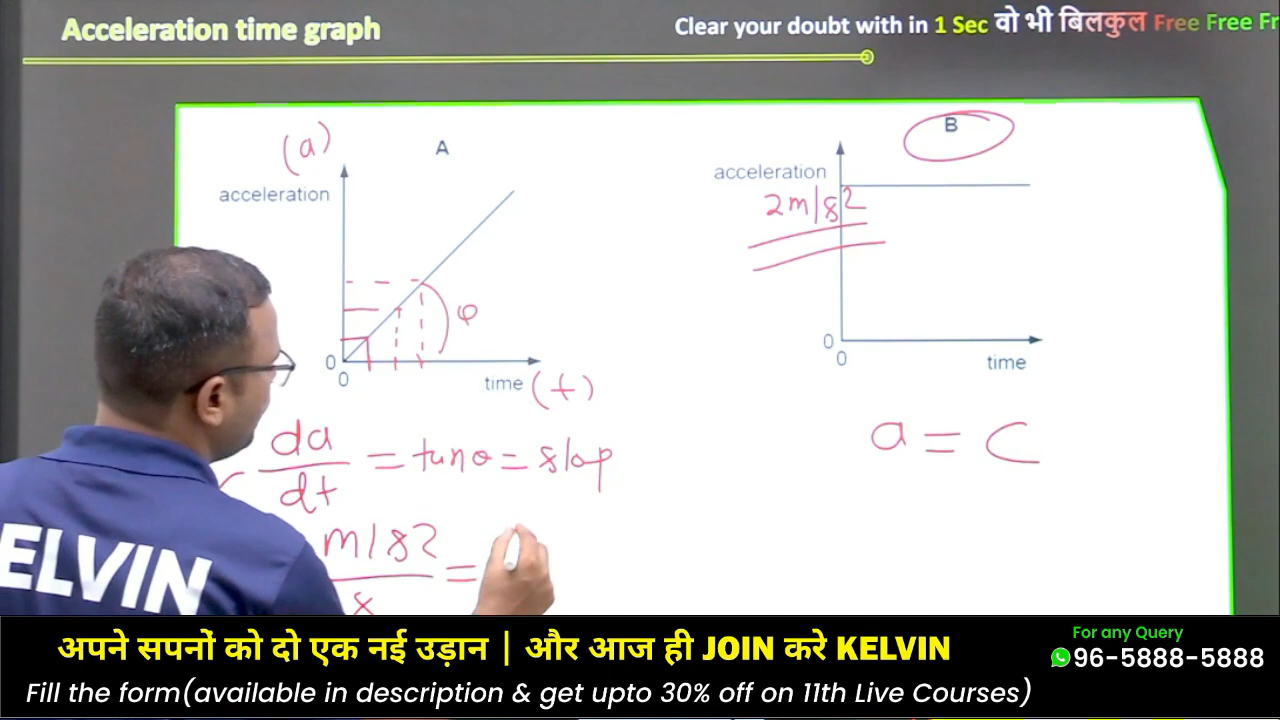 Acceleration time graph
Clear your doubt with in 1 Sec वो भी बिलकुल Free Free Fr
(a)
A
acceleration
φ
0
0
time (t)
B
acceleration
2m/s2
0
0
time
da/dt = tanθ = slop
m/s2/s =
a = C
ELVIN
अपने सपनों को दो एक नई उड़ान | और आज ही JOIN करे KELVIN
For any Query
96-5888-5888
Fill the form(available in description & get upto 30% off on 11th Live Courses)